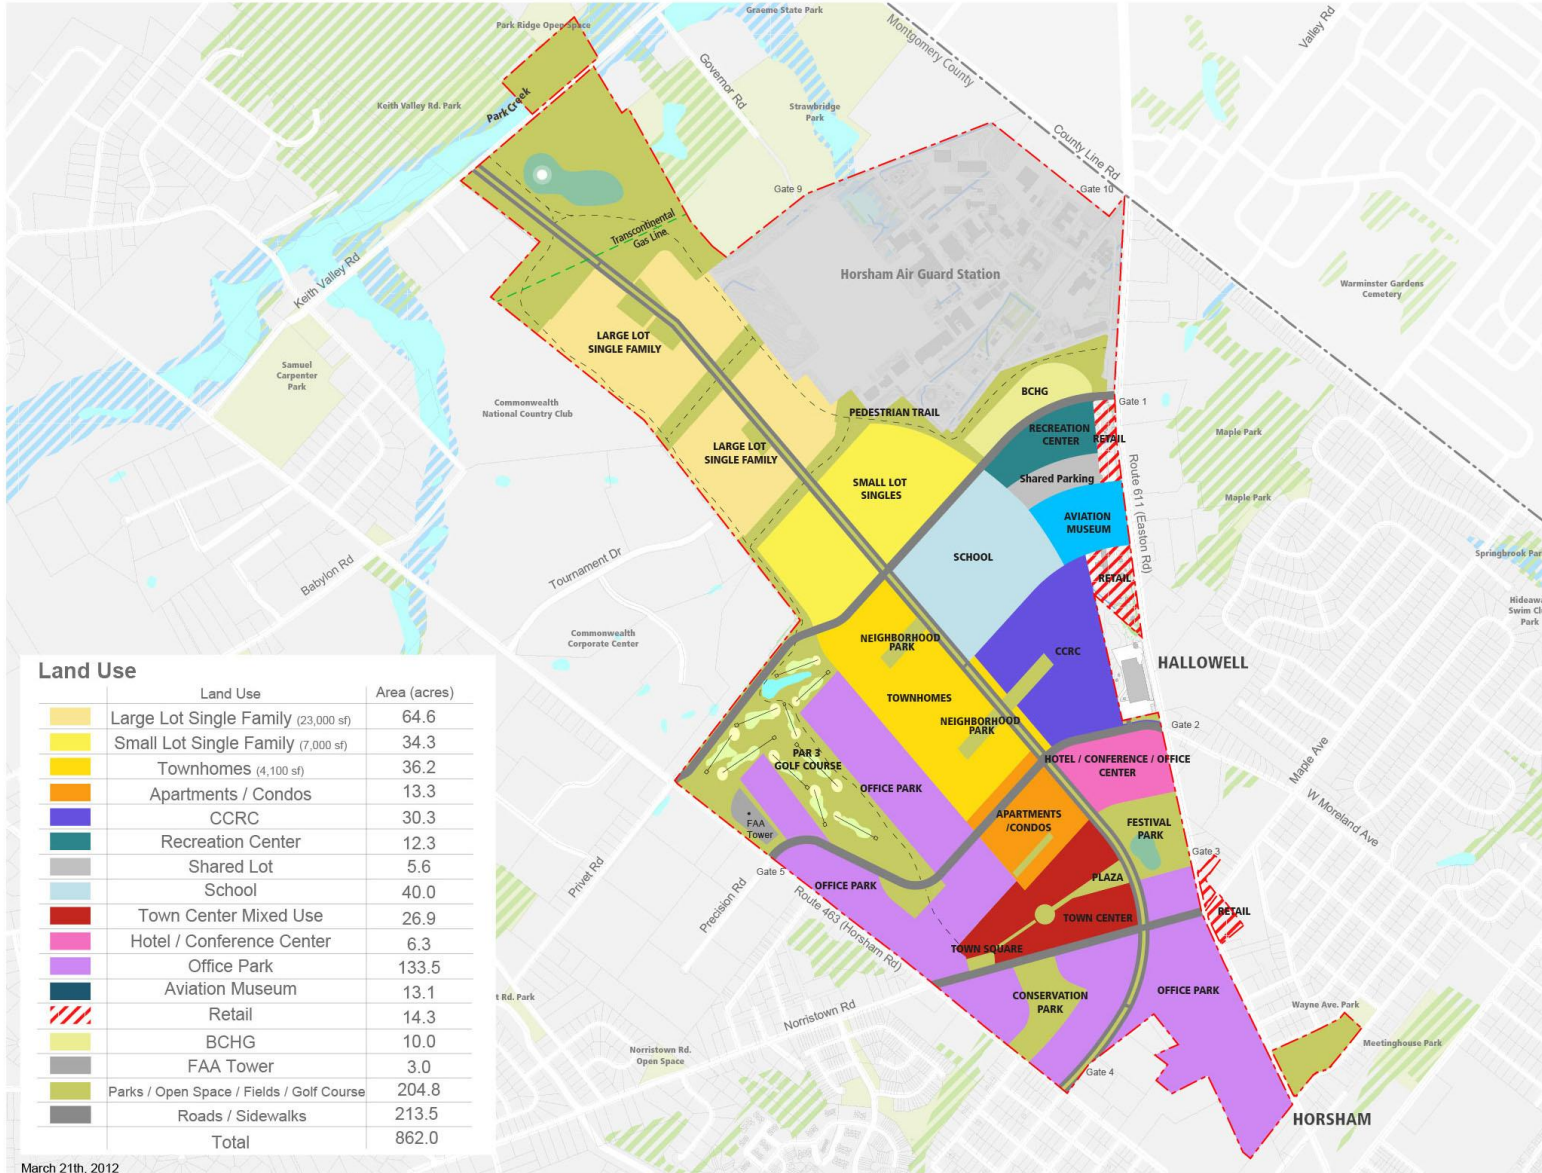 Graeme State Park
Park Ridge Open Space
Montgomery County
Valley Rd
Governor Rd
Keith Valley Rd. Park
Park Creek
Strawbridge
Park
County Line Rd
Gate 9
Gate 10
Transcontinental
Gas Line
Horsham Air Guard Station
Keith Valley Rd
Warminster Gardens
Cemetery
LARGE LOT
SINGLE FAMILY
Samuel
Carpenter
Park
Commonwealth
National Country Club
BCHG
Gate 1
PEDESTRIAN TRAIL
RECREATION
CENTER
RETAIL
Maple Park
LARGE LOT
SINGLE FAMILY
SMALL LOT
SINGLES
Shared Parking
Route 611 (Easton Rd)
Maple Park
AVIATION
MUSEUM
Tournament Dr
Babylon Rd
SCHOOL
RETAIL
Springbrook Par
Hideaw
Swim Cl
Park
Commonwealth
Corporate Center
NEIGHBORHOOD
PARK
CCRC
HALLOWELL
TOWNHOMES
NEIGHBORHOOD
PARK
Gate 2
PAR 3
GOLF COURSE
OFFICE PARK
HOTEL / CONFERENCE / OFFICE
CENTER
Maple Ave
W Moreland Ave
FAA
Tower
APARTMENTS
/CONDOS
FESTIVAL
PARK
Gate 3
Privet Rd
Precision Rd
Gate 5
OFFICE PARK
PLAZA
Route 463 (Horsham Rd)
TOWN CENTER
RETAIL
TOWN SQUARE
t Rd. Park
CONSERVATION
PARK
OFFICE PARK
Norristown Rd
Wayne Ave. Park
Meetinghouse Park
Norristown Rd.
Open Space
Gate 4
HORSHAM
Land Use
Land Use Area (acres)
Large Lot Single Family (23,000 sf) 64.6
Small Lot Single Family (7,000 sf) 34.3
Townhomes (4,100 sf) 36.2
Apartments / Condos 13.3
CCRC 30.3
Recreation Center 12.3
Shared Lot 5.6
School 40.0
Town Center Mixed Use 26.9
Hotel / Conference Center 6.3
Office Park 133.5
Aviation Museum 13.1
Retail 14.3
BCHG 10.0
FAA Tower 3.0
Parks / Open Space / Fields / Golf Course 204.8
Roads / Sidewalks 213.5
Total 862.0
March 21th, 2012